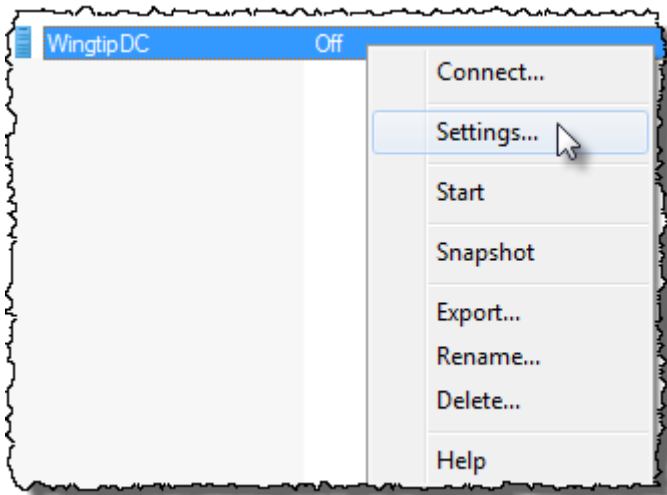 WingtipDC Off
Connect...
Settings...
Start
Snapshot
Export...
Rename...
Delete...
Help